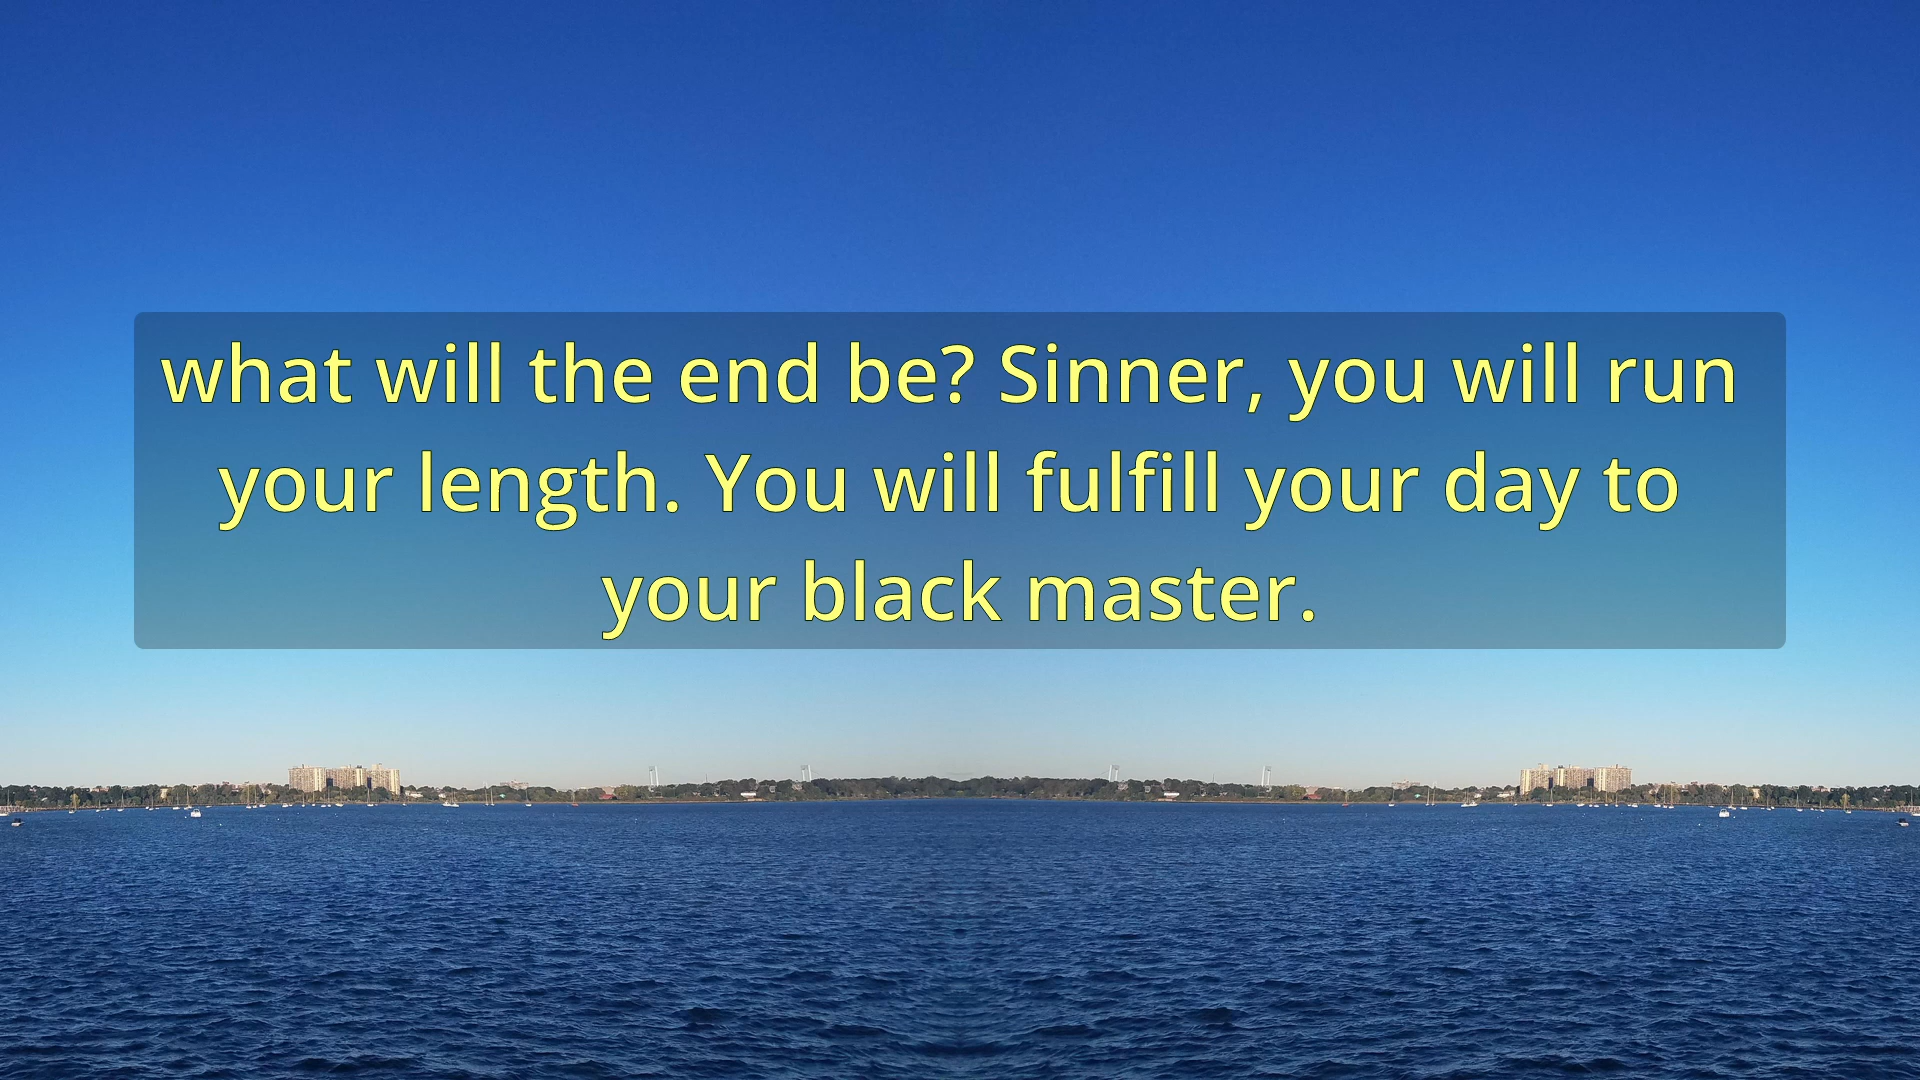 what will the end be? Sinner, you will run
your length. You will fulfill your day to
your black master.